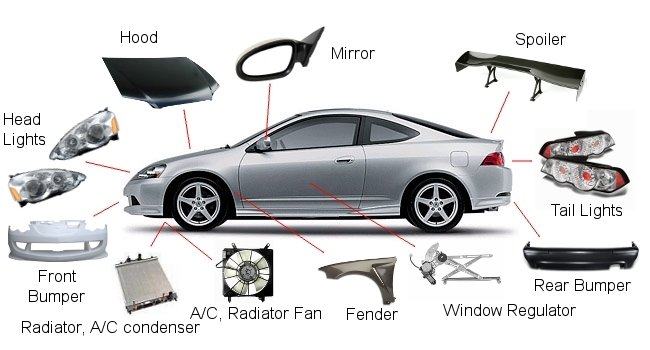 Hood
Mirror
Spoiler
Head
Lights
Tail Lights
Front
Bumper
Radiator, A/C condenser
A/C, Radiator Fan
Fender
Window Regulator
Rear Bumper